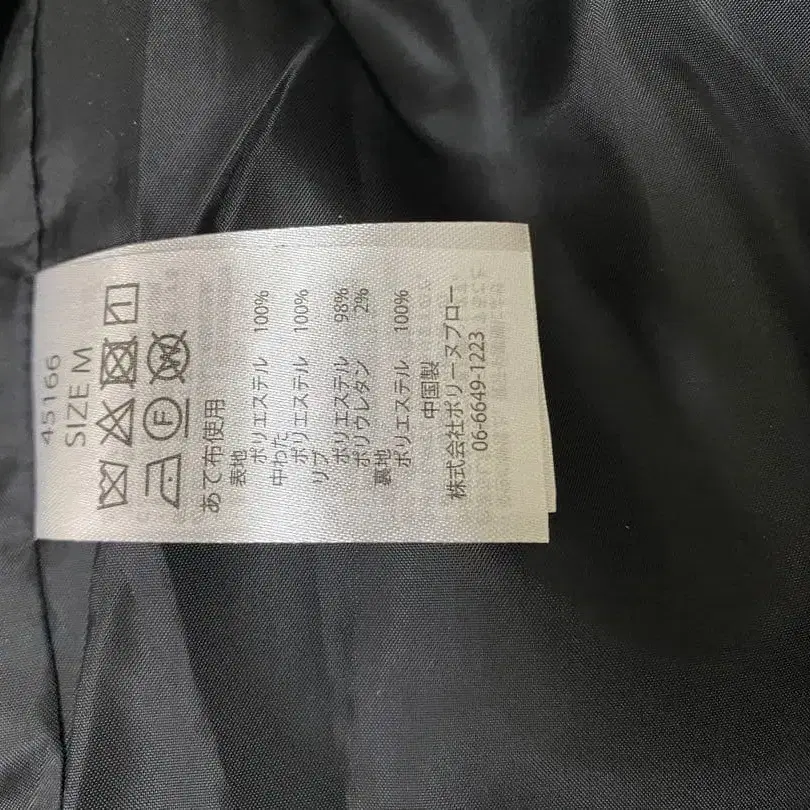 45166
SIZE M
F W
あて布使用
表地
ポリエステル 100%
中わた
ポリエステル 100%
リブ
ポリエステル 98%
ポリウレタン 2%
裏地
ポリエステル 100%
中国製
株式会社ポリーヌブロー
06-6649-1223